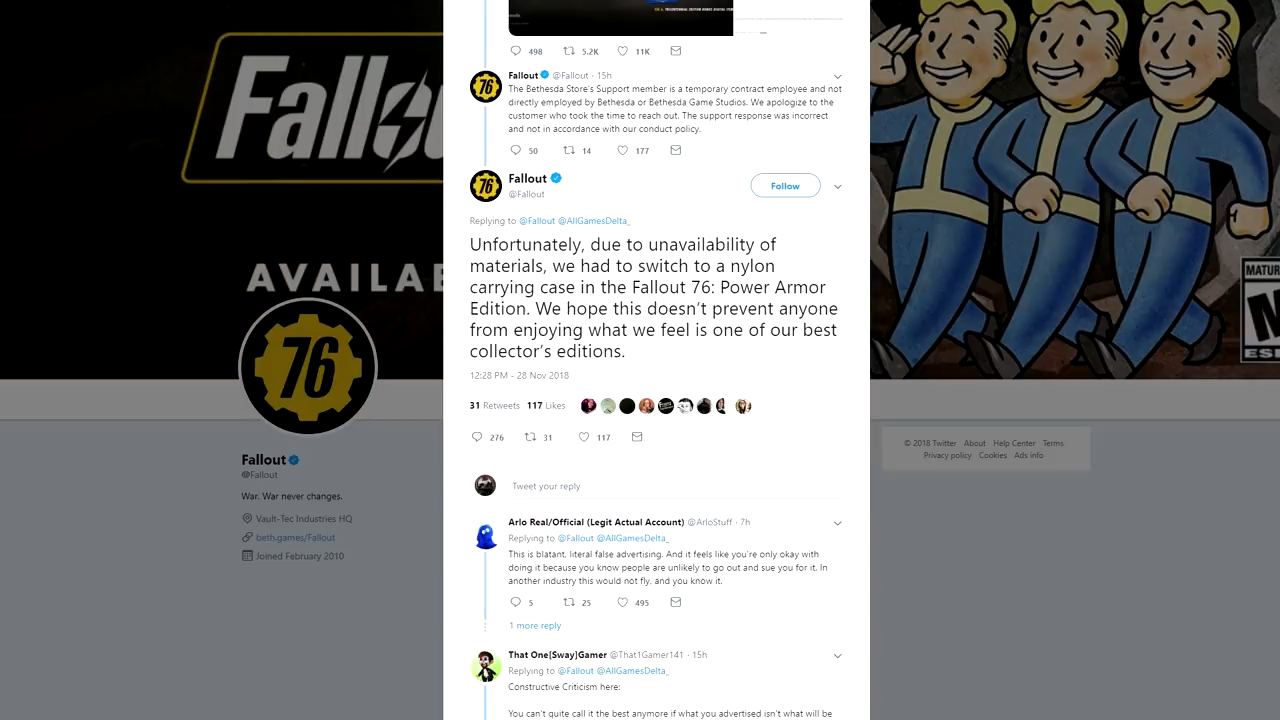 498 5.2K 11K
Fallout @Fallout · 15h
The Bethesda Store's Support member is a temporary contract employee and not
directly employed by Bethesda or Bethesda Game Studios. We apologize to the
customer who took the time to reach out. The support response was incorrect
and not in accordance with our conduct policy.
50 14 177
Fallout
@Fallout
Follow
Replying to @Fallout @AllGamesDelta_
Unfortunately, due to unavailability of
materials, we had to switch to a nylon
carrying case in the Fallout 76: Power Armor
Edition. We hope this doesn't prevent anyone
from enjoying what we feel is one of our best
collector's editions.
12:28 PM - 28 Nov 2018
31 Retweets 117 Likes
276 31 117
Tweet your reply
Arlo Real/Official (Legit Actual Account) @ArloStuff · 7h
Replying to @Fallout @AllGamesDelta_
This is blatant, literal false advertising. And it feels like you're only okay with
doing it because you know people are unlikely to go out and sue you for it. In
another industry this would not fly, and you know it.
5 25 495
1 more reply
That One[Sway]Gamer @That1Gamer141 · 15h
Replying to @Fallout @AllGamesDelta_
Constructive Criticism here:
You can't quite call it the best anymore if what you advertised isn't what will be
76
76
Fall
AVAILAB
76
Fallout
@Fallout
War. War never changes.
Vault-Tec Industries HQ
beth.games/Fallout
Joined February 2010
MATUR
ESR
© 2018 Twitter About Help Center Terms
Privacy policy Cookies Ads info